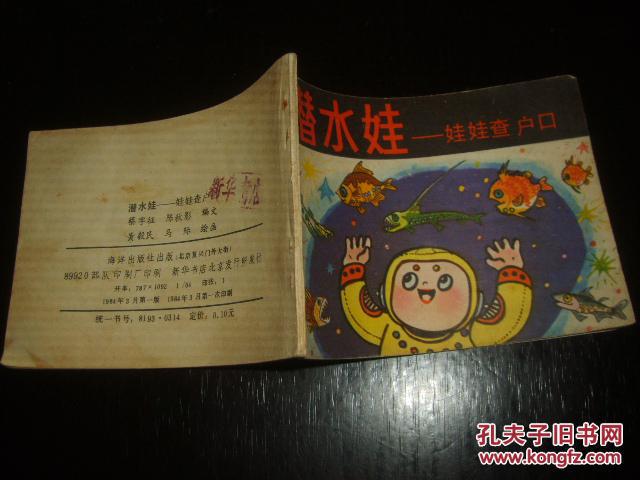 潜水娃——娃娃查户
新华
蔡宇征 陈秋影 编文
黄毅民 马际 绘画
海洋出版社出版（北京复兴门外大街）
89920部队印刷厂印刷 新华书店北京发行所发行
开本：787×1092 1/64 印张：1
1984年3月第一版 1984年3月第一次印刷
统一书号：8193·0314 定价：0.10元
潜水娃
—娃娃查户口
孔夫子旧书网
www.kongfz.com